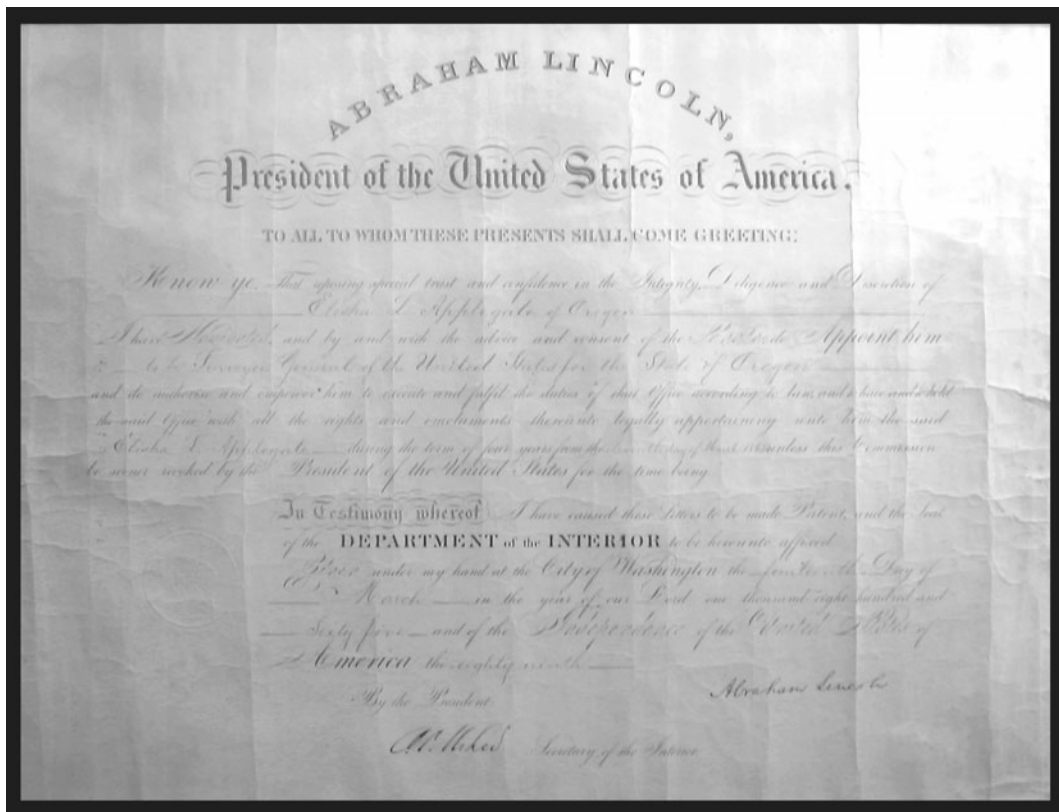 ABRAHAM LINCOLN,
President of the United States of America.
TO ALL TO WHOM THESE PRESENTS SHALL COME GREETING:
Know ye. That reposing special trust and confidence in the Integrity, Diligence and Discretion of
Elisha L Applegate of Oregon
I have Nominated, and by and with the advice and consent of the Senate do Appoint him
to be Surveyor General of the United States for the State of Oregon
and do authorize and empower him to execute and fulfil the duties of that Office according to law, and to have and to hold
the said Office with all the rights and emoluments thereunto legally appertaining unto him the said
Elisha L Applegate during the term of four years from the day of unless this Commission
be sooner revoked by the President of the United States for the time being.
In Testimony whereof I have caused these Letters to be made Patent, and the Seal
of the DEPARTMENT of the INTERIOR to be hereunto affixed
Given under my hand at the City of Washington the fourteenth Day of
March in the year of our Lord one thousand eight hundred and
Sixty five and of the Independence of the United States of
America the eighty ninth
By the President. Abraham Lincoln
Secretary of the Interior